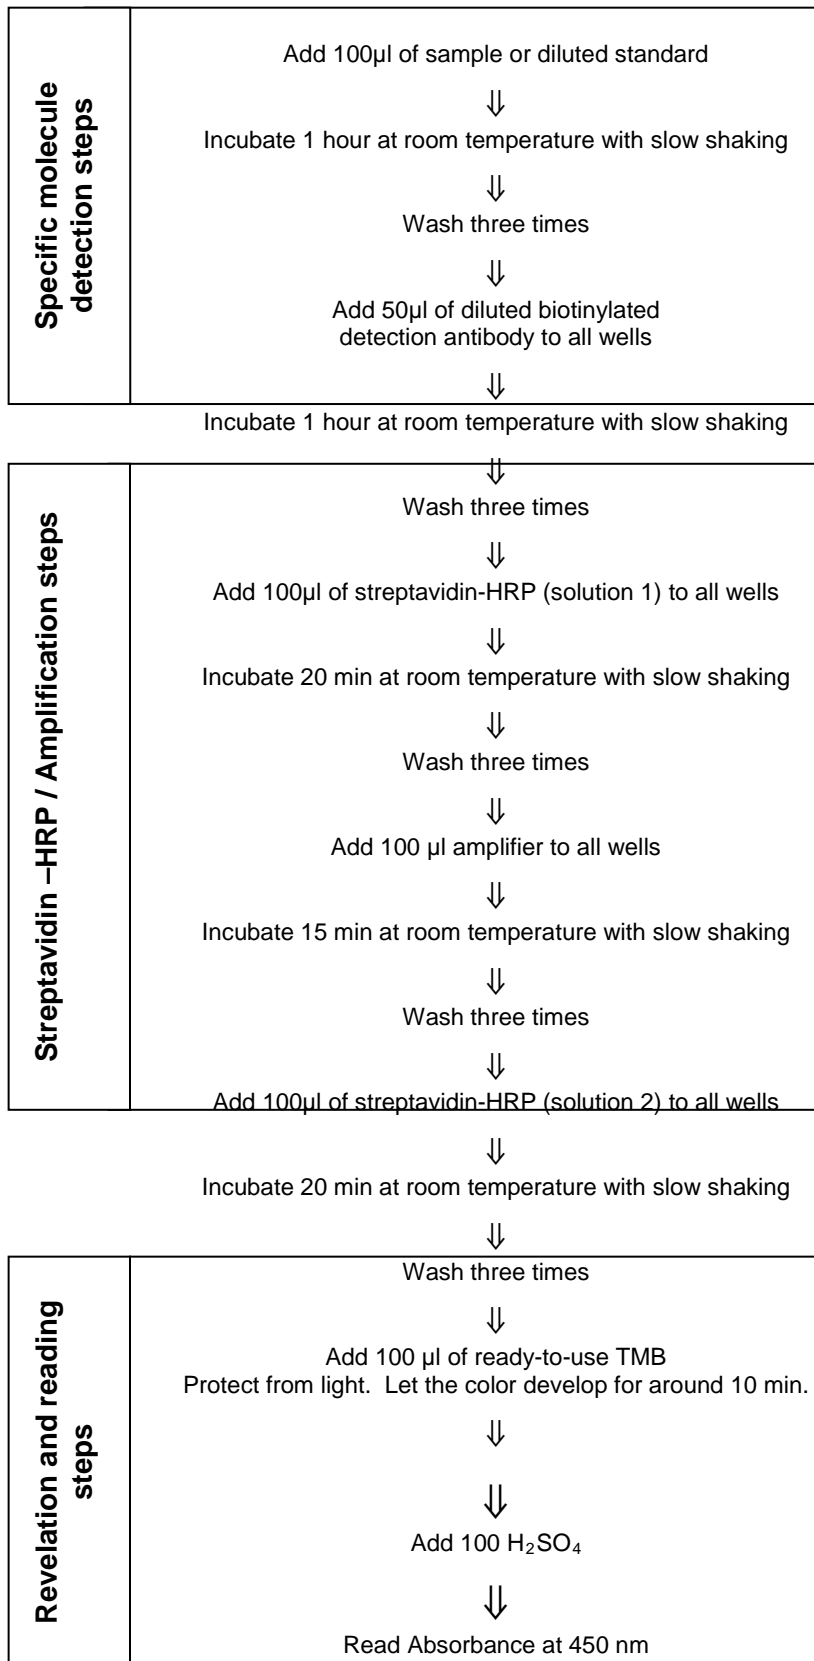 Specific molecule
detection steps
Add 100µl of sample or diluted standard
⇓
Incubate 1 hour at room temperature with slow shaking
⇓
Wash three times
⇓
Add 50µl of diluted biotinylated
detection antibody to all wells
⇓
Incubate 1 hour at room temperature with slow shaking
⇓
Streptavidin –HRP / Amplification steps
Wash three times
⇓
Add 100µl of streptavidin-HRP (solution 1) to all wells
⇓
Incubate 20 min at room temperature with slow shaking
⇓
Wash three times
⇓
Add 100 µl amplifier to all wells
⇓
Incubate 15 min at room temperature with slow shaking
⇓
Wash three times
⇓
Add 100µl of streptavidin-HRP (solution 2) to all wells
⇓
Incubate 20 min at room temperature with slow shaking
⇓
Revelation and reading
steps
Wash three times
⇓
Add 100 µl of ready-to-use TMB
Protect from light.  Let the color develop for around 10 min.
⇓
⇓
Add 100 H₂SO₄
⇓
Read Absorbance at 450 nm